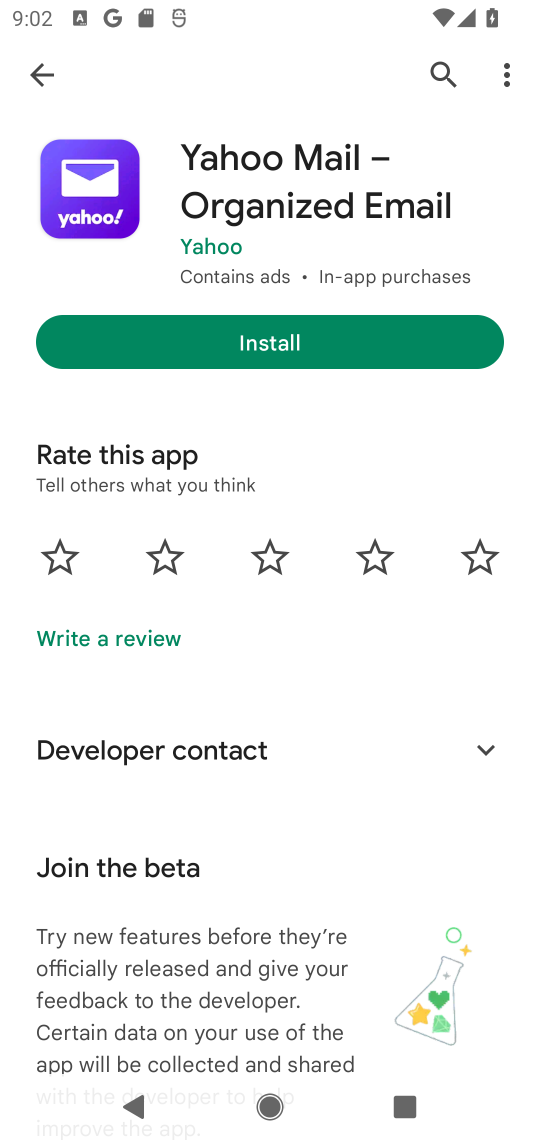 9:02
Yahoo Mail –
Organized Email
yahoo!
Yahoo
Contains ads • In-app purchases
Install
Rate this app
Tell others what you think
Write a review
Developer contact
Join the beta
Try new features before they’re
officially released and give your
feedback to the developer.
Certain data on your use of the
app will be collected and shared
with the developer to help
improve the app.